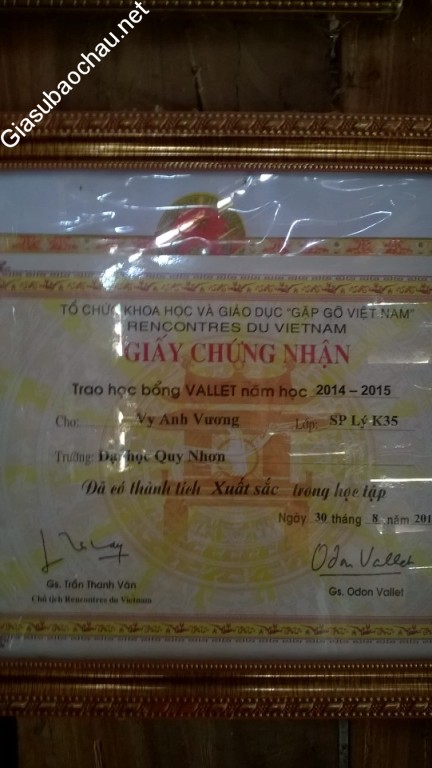 Giasubaochau.net
TỔ CHỨC KHOA HỌC VÀ GIÁO DỤC "GẶP GỠ VIỆT NAM"
RENCONTRES DU VIETNAM
GIẤY CHỨNG NHẬN
Trao học bổng VALLET năm học 2014 – 2015
Cho: Vy Anh Vương Lớp: SP Lý K35
Trường: Đại học Quy Nhơn
Đã có thành tích Xuất sắc trong học tập
Ngày 30 tháng 8 năm 201
Odon Vallet
Gs. Trần Thanh Vân Gs. Odon Vallet
Chủ tịch Rencontres du Vietnam